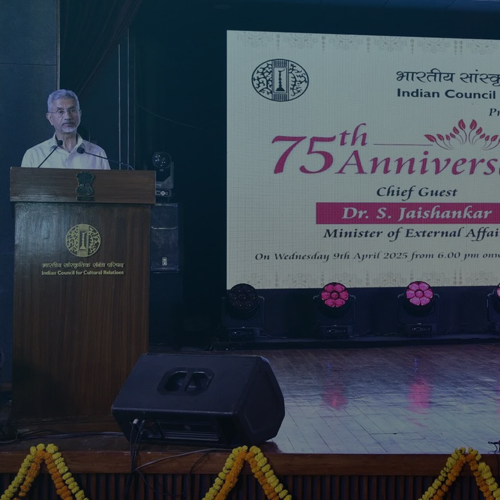 भारतीय सांस्कृ
Indian Council
75th Annivers
Chief Guest
Dr. S. Jaishankar
Minister of External Affai
On Wednesday 9th April 2025 from 6.00 pm onw
भारतीय सांस्कृतिक संबंध परिषद्
Indian Council for Cultural Relations